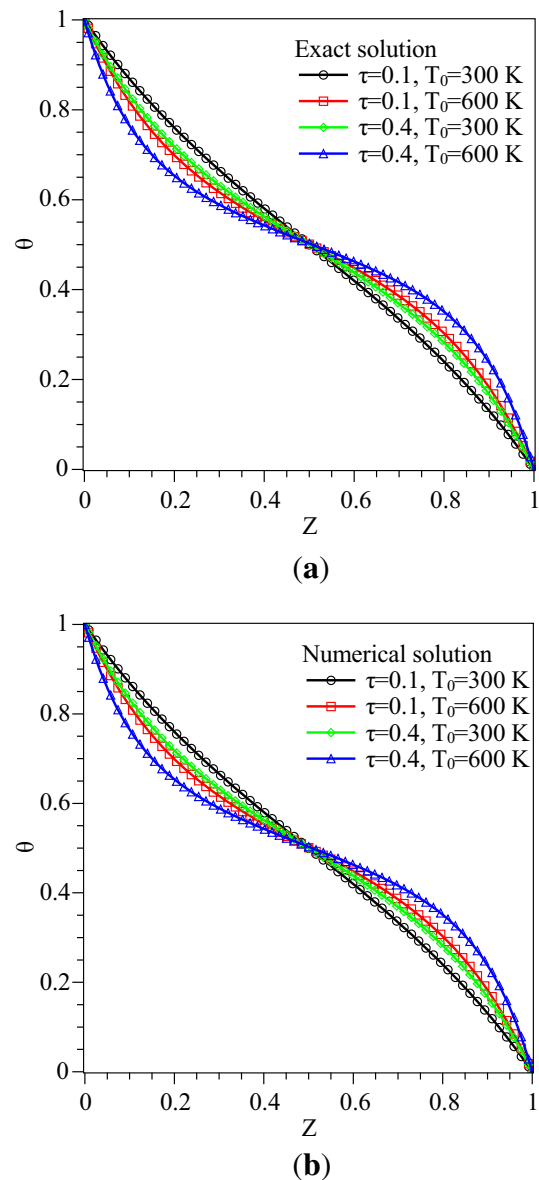 1
0.8
0.6
0.4
0.2
0
θ
Exact solution
τ=0.1, T₀=300 K
τ=0.1, T₀=600 K
τ=0.4, T₀=300 K
τ=0.4, T₀=600 K
0 0.2 0.4 0.6 0.8 1
Z
(a)
1
0.8
0.6
0.4
0.2
0
θ
Numerical solution
τ=0.1, T₀=300 K
τ=0.1, T₀=600 K
τ=0.4, T₀=300 K
τ=0.4, T₀=600 K
0 0.2 0.4 0.6 0.8 1
Z
(b)